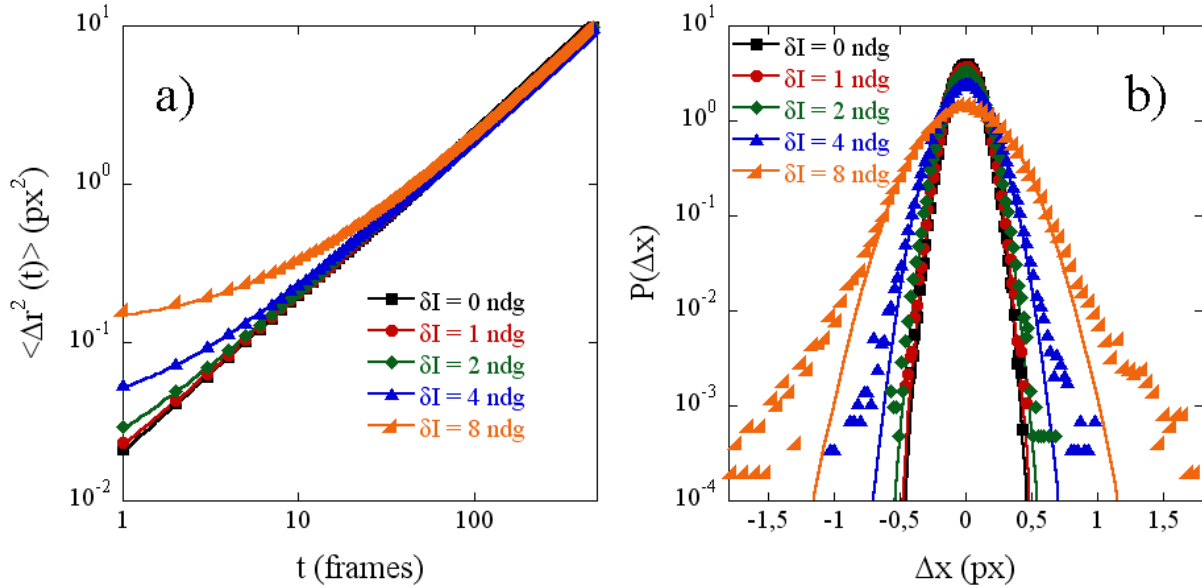 a)
<Δr² (t)> (px²)
10¹
10⁰
10⁻¹
10⁻²
1
10
100
t (frames)
δI = 0 ndg
δI = 1 ndg
δI = 2 ndg
δI = 4 ndg
δI = 8 ndg
b)
P(Δx)
10¹
10⁰
10⁻¹
10⁻²
10⁻³
10⁻⁴
-1,5
-1
-0,5
0
0,5
1
1,5
Δx (px)
δI = 0 ndg
δI = 1 ndg
δI = 2 ndg
δI = 4 ndg
δI = 8 ndg